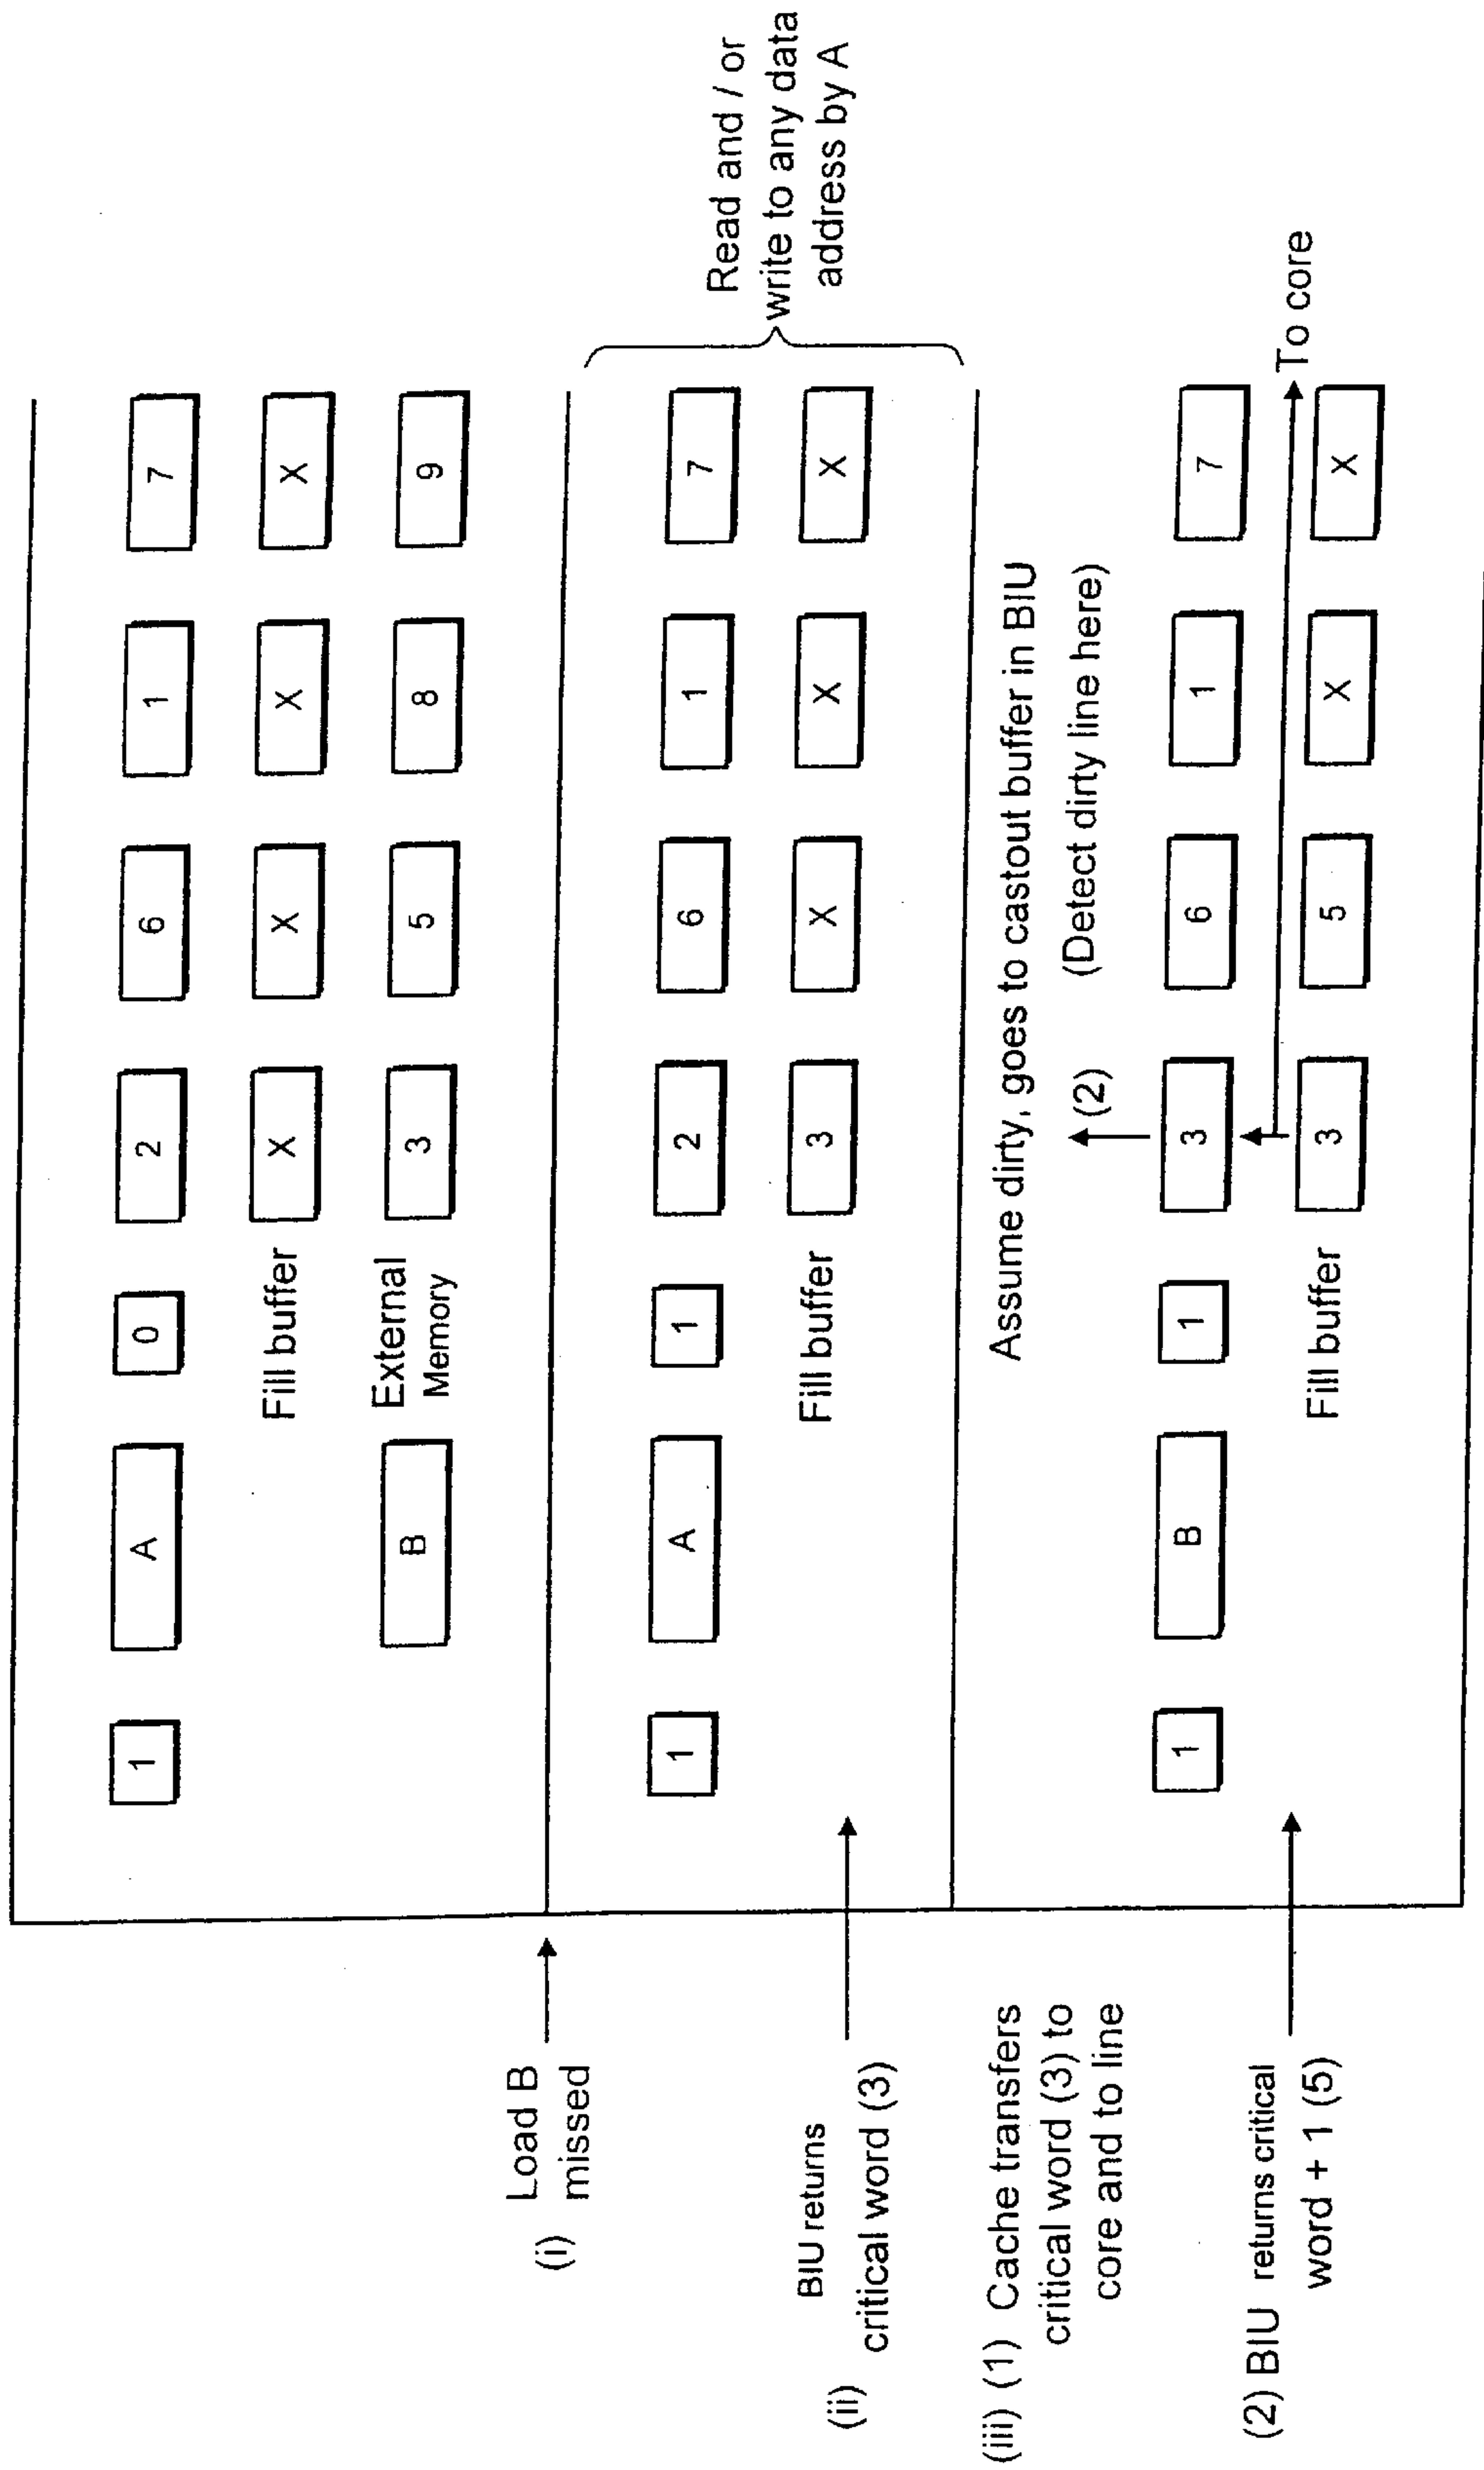 1 A 0 2 6 1 7
Fill buffer X X X X
B External
Memory 3 5 8 9
(i) Load B
missed
1 A 1 2 6 1 7
Fill buffer 3 X X X
Read and / or
write to any data
address by A
(ii) BIU returns
critical word (3)
Assume dirty, goes to castout buffer in BIU
(2) (Detect dirty line here)
(iii) (1) Cache transfers
critical word (3) to
core and to line
1 B 1 3 6 1 7
To core
Fill buffer 3 5 X X
(2) BIU returns critical
word + 1 (5)